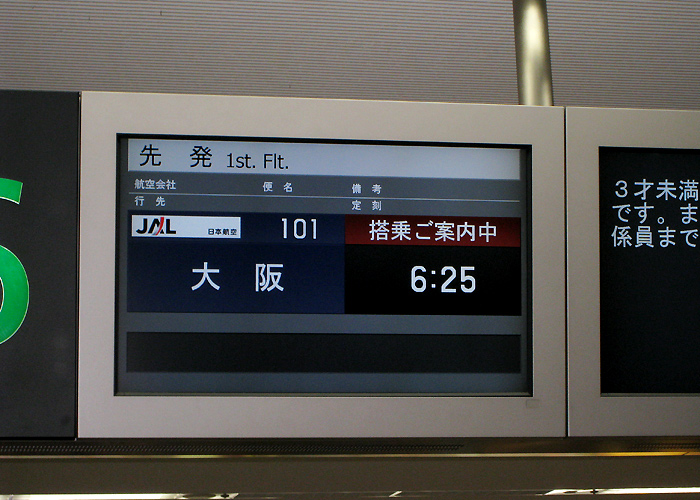 先 発 1st. Flt.
航空会社 便 名 備 考
行 先 定 刻
JAL 日本航空 101 搭乗ご案内中
大 阪 6:25
3才未満
です。ま
係員まで